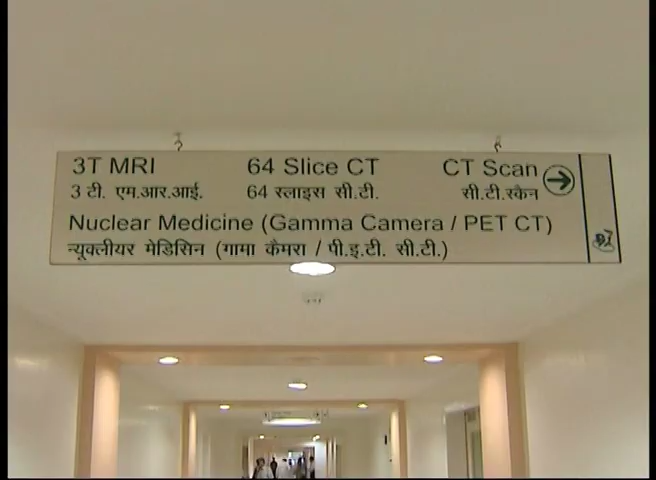 3T MRI 64 Slice CT CT Scan
3 टी. एम.आर.आई. 64 स्लाइस सी.टी. सी.टी.स्कैन
Nuclear Medicine (Gamma Camera / PET CT)
न्यूक्लीयर मेडिसिन (गामा कैमरा / पी.इ.टी. सी.टी.)